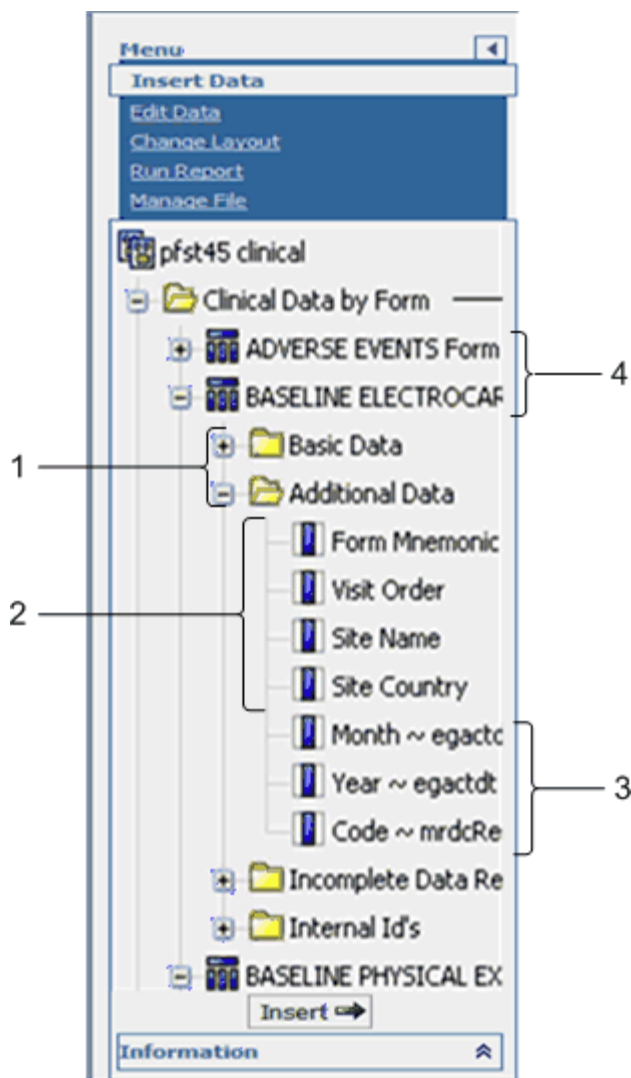 Menu
Insert Data
Edit Data
Change Layout
Run Report
Manage File
pfst45 clinical
Clinical Data by Form
ADVERSE EVENTS Form
4
BASELINE ELECTROCAR
1
Basic Data
Additional Data
Form Mnemonic
2
Visit Order
Site Name
Site Country
Month ~ egactd
Year ~ egactdt
3
Code ~ mrdcRe
Incomplete Data Re
Internal Id's
BASELINE PHYSICAL EX
Insert
Information